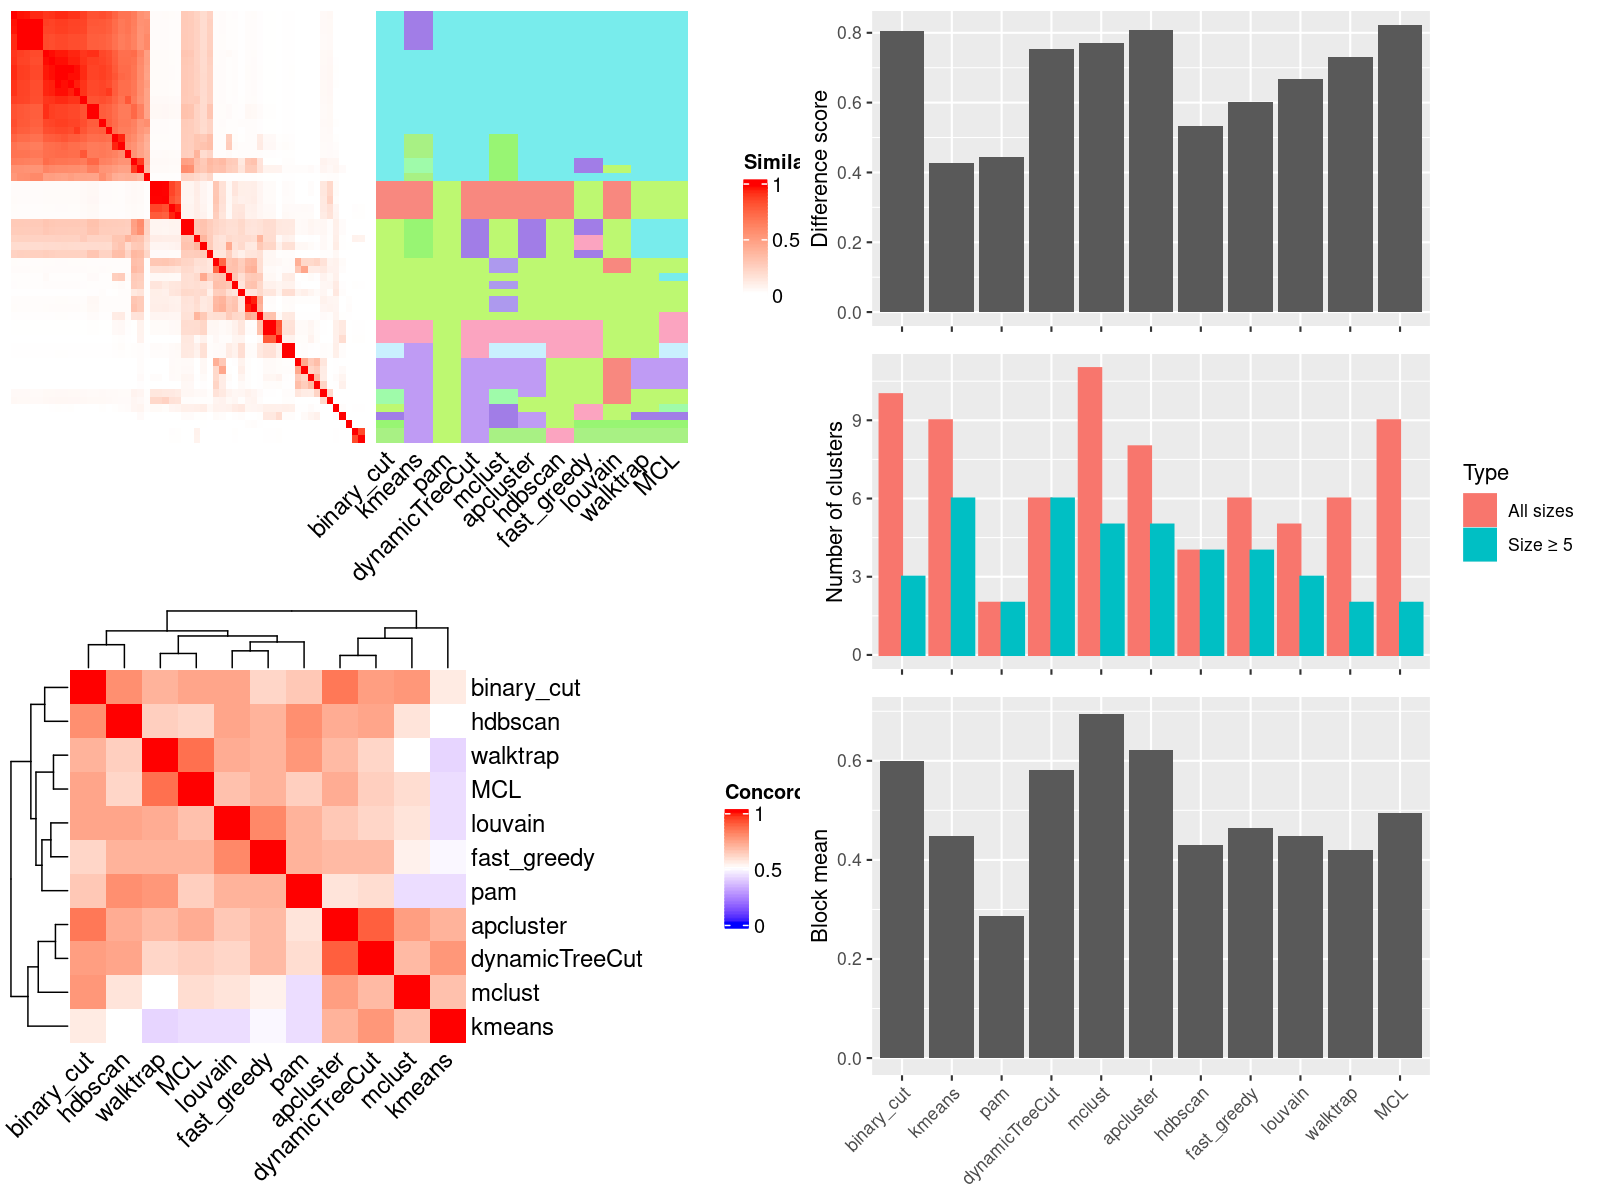 Simila
1
0.5
0
binary_cut
kmeans
pam
dynamicTreeCut
mclust
apcluster
hdbscan
fast_greedy
louvain
walktrap
MCL
Difference score
0.8
0.6
0.4
0.2
0.0
Number of clusters
9
6
3
0
Type
All sizes
Size ≥ 5
binary_cut
hdbscan
walktrap
MCL
louvain
fast_greedy
pam
apcluster
dynamicTreeCut
mclust
kmeans
binary_cut
hdbscan
walktrap
MCL
louvain
fast_greedy
pam
apcluster
dynamicTreeCut
mclust
kmeans
Concord
1
0.5
0
Block mean
0.6
0.4
0.2
0.0
binary_cut
kmeans
pam
dynamicTreeCut
mclust
apcluster
hdbscan
fast_greedy
louvain
walktrap
MCL